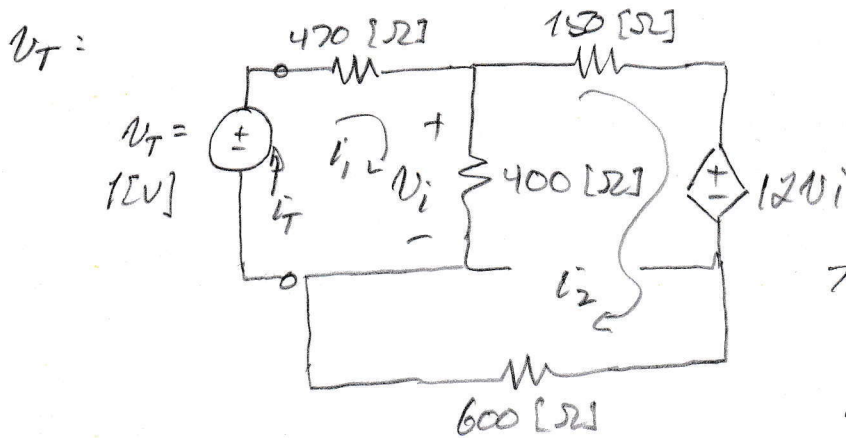 v_T =
470 [Ω]
150 [Ω]
v_T =
1[V]
+
-
i_T
i_1
+
v_i
-
400 [Ω]
+
-
12v_i
i_2
600 [Ω]